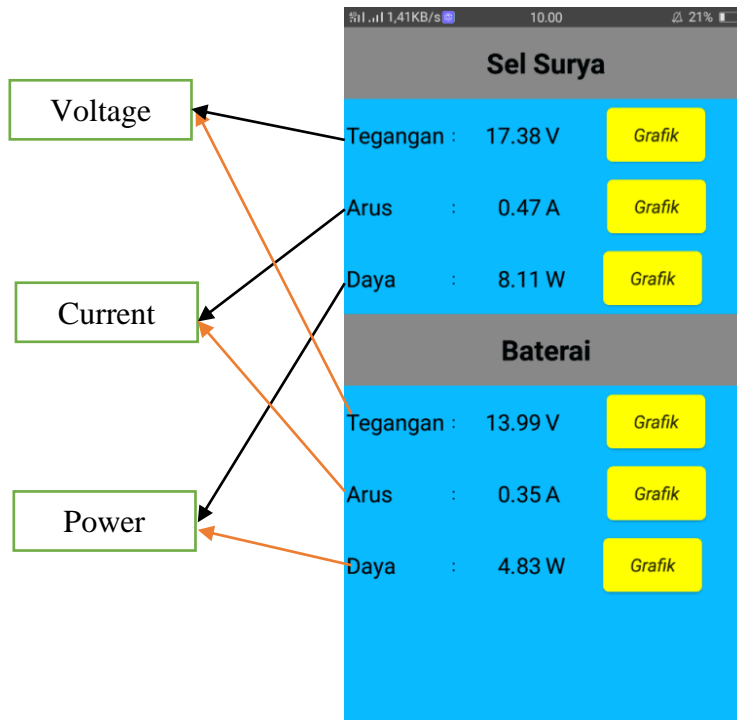 1,41KB/s 10.00 21%
Sel Surya
Voltage
Tegangan : 17.38 V Grafik
Arus : 0.47 A Grafik
Current
Daya : 8.11 W Grafik
Baterai
Tegangan : 13.99 V Grafik
Power
Arus : 0.35 A Grafik
Daya : 4.83 W Grafik